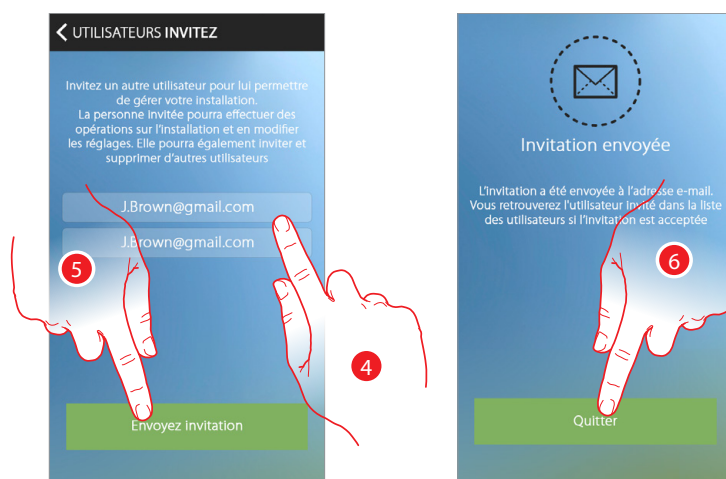 UTILISATEURS INVITEZ
Invitez un autre utilisateur pour lui permettre
de gérer votre installation.
La personne invitée pourra effectuer des
opérations sur l'installation et en modifier
les réglages. Elle pourra également inviter et
supprimer d'autres utilisateurs
J.Brown@gmail.com
J.Brown@gmail.com
5
4
Envoyez invitation
Invitation envoyée
L'invitation a été envoyée à l'adresse e-mail.
Vous retrouverez l'utilisateur invité dans la liste
des utilisateurs si l'invitation est acceptée
6
Quitter